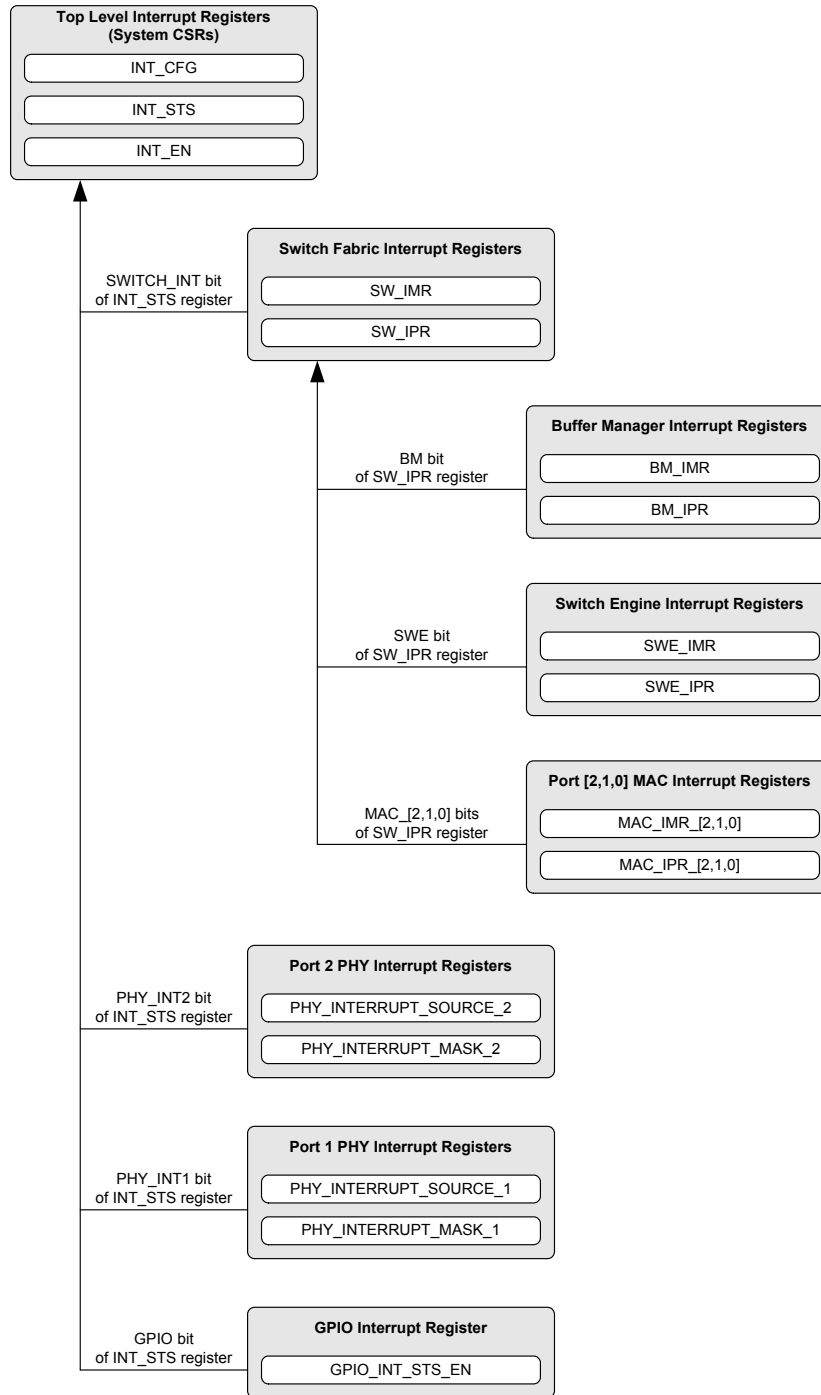 Top Level Interrupt Registers
(System CSRs)
INT_CFG
INT_STS
INT_EN
SWITCH_INT bit
of INT_STS register
Switch Fabric Interrupt Registers
SW_IMR
SW_IPR
BM bit
of SW_IPR register
Buffer Manager Interrupt Registers
BM_IMR
BM_IPR
SWE bit
of SW_IPR register
Switch Engine Interrupt Registers
SWE_IMR
SWE_IPR
MAC_[2,1,0] bits
of SW_IPR register
Port [2,1,0] MAC Interrupt Registers
MAC_IMR_[2,1,0]
MAC_IPR_[2,1,0]
PHY_INT2 bit
of INT_STS register
Port 2 PHY Interrupt Registers
PHY_INTERRUPT_SOURCE_2
PHY_INTERRUPT_MASK_2
PHY_INT1 bit
of INT_STS register
Port 1 PHY Interrupt Registers
PHY_INTERRUPT_SOURCE_1
PHY_INTERRUPT_MASK_1
GPIO bit
of INT_STS register
GPIO Interrupt Register
GPIO_INT_STS_EN